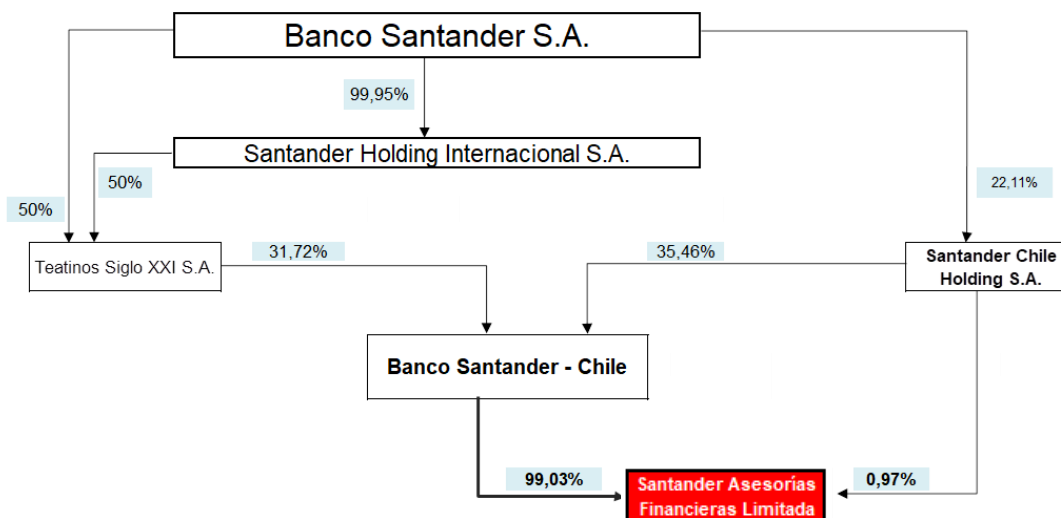 Banco Santander S.A.
99,95%
Santander Holding Internacional S.A.
50%
50%
22,11%
Teatinos Siglo XXI S.A.
31,72%
35,46%
Santander Chile
Holding S.A.
Banco Santander - Chile
99,03%
Santander Asesorías
Financieras Limitada
0,97%